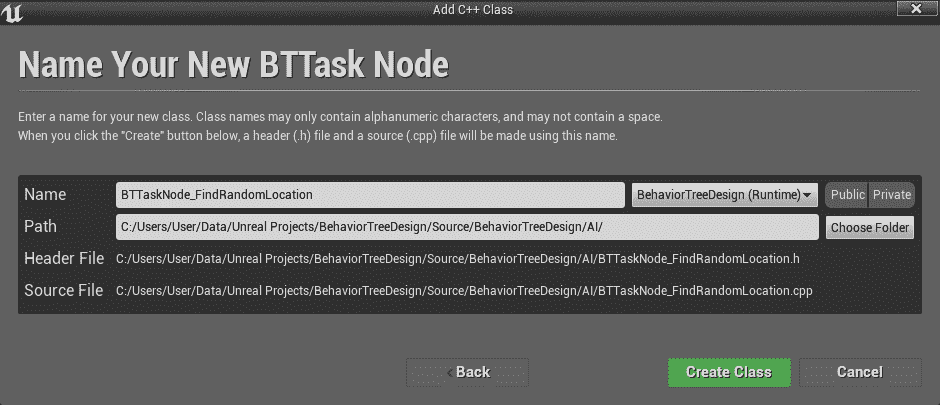 Add C++ Class
Name Your New BTTask Node
Enter a name for your new class. Class names may only contain alphanumeric characters, and may not contain a space.
When you click the "Create" button below, a header (.h) file and a source (.cpp) file will be made using this name.
Name BTTaskNode_FindRandomLocation BehaviorTreeDesign (Runtime) Public Private
Path C:/Users/User/Data/Unreal Projects/BehaviorTreeDesign/Source/BehaviorTreeDesign/AI/ Choose Folder
Header File C:/Users/User/Data/Unreal Projects/BehaviorTreeDesign/Source/BehaviorTreeDesign/AI/BTTaskNode_FindRandomLocation.h
Source File C:/Users/User/Data/Unreal Projects/BehaviorTreeDesign/Source/BehaviorTreeDesign/AI/BTTaskNode_FindRandomLocation.cpp
Back Create Class Cancel